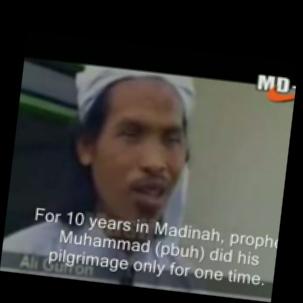 MD
For 10 years in Madinah, prophe
Muhammad (pbuh) did his
pilgrimage only for one time.
Ali Gufron